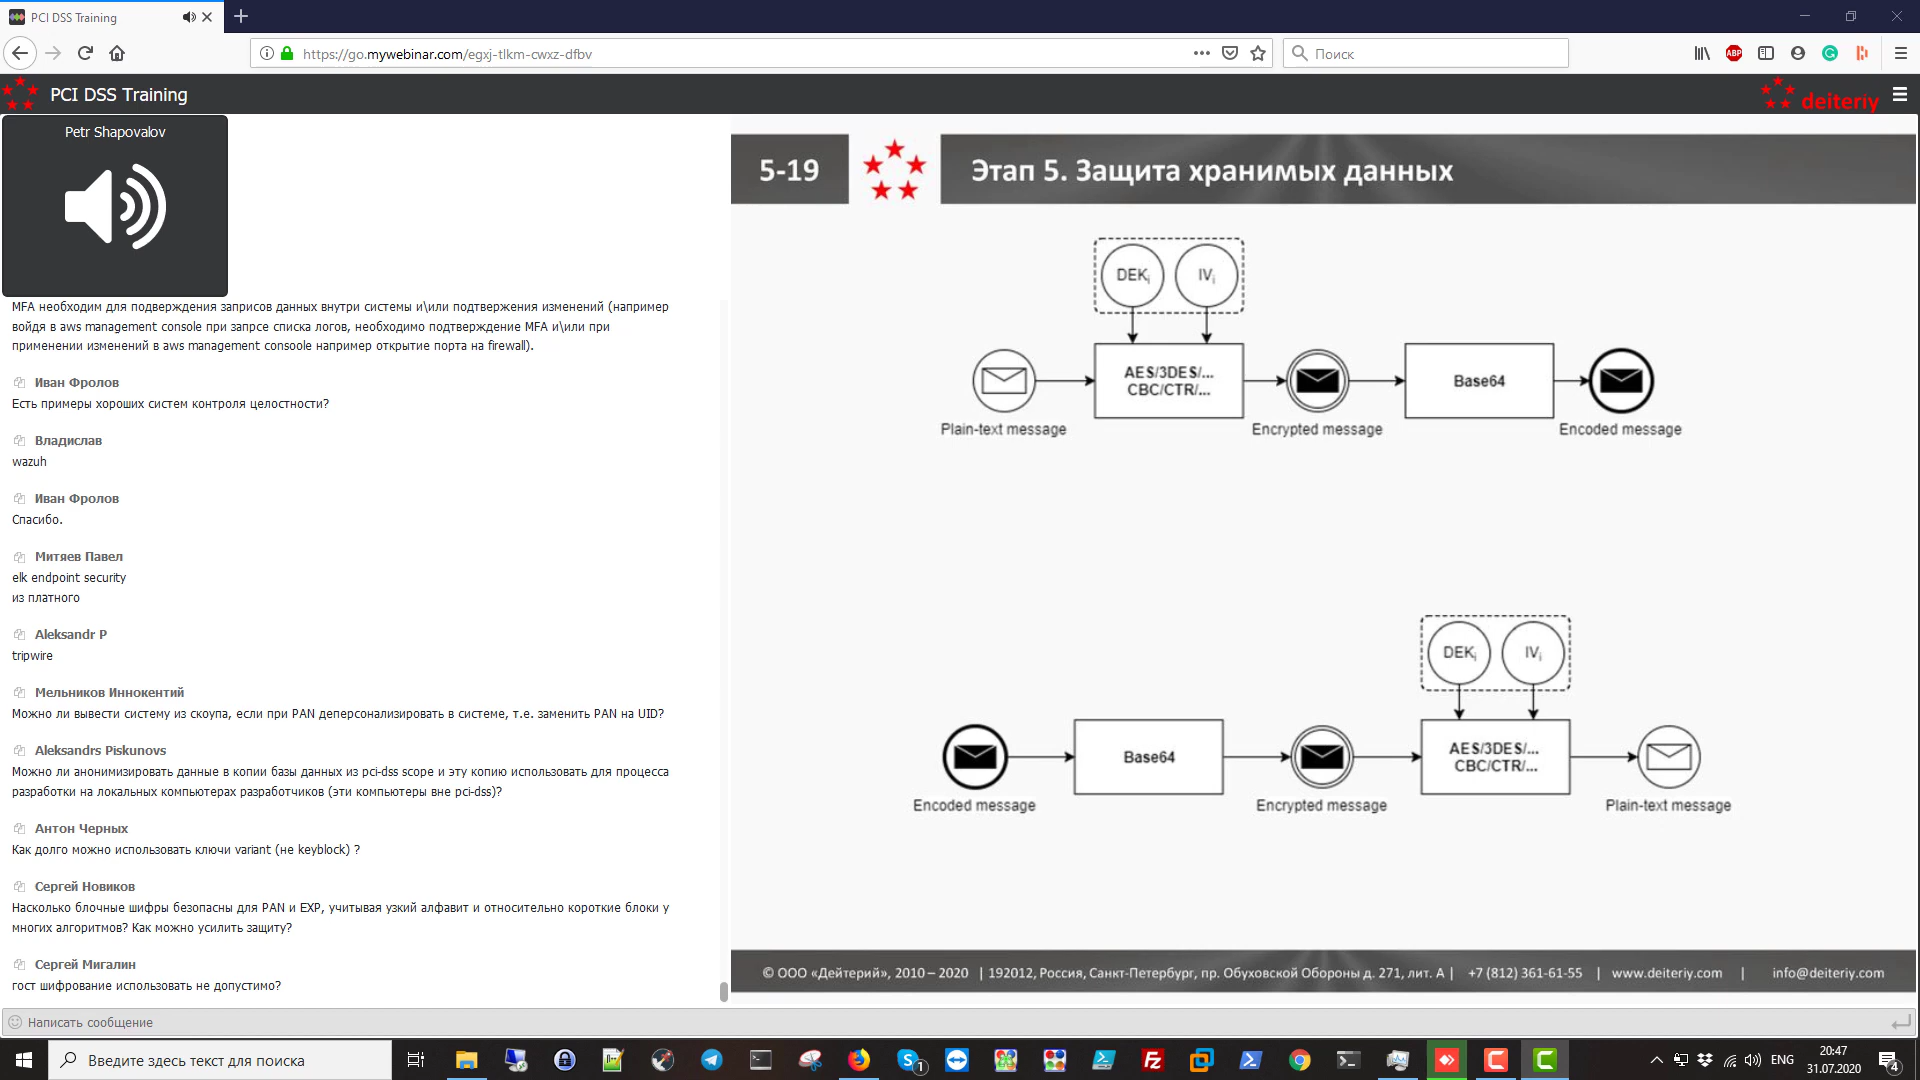 PCI DSS Training
https://go.mywebinar.com/egxj-tlkm-cwxz-dfbv
Поиск
ABP
PCI DSS Training
deiteriy
Petr Shapovalov
MFA необходим для подверждения записров данных внутри системы и\или подтвержения изменений (например
войдя в aws management console при запрсе списка логов, необходимо подтверждение MFA и\или при
применении изменений в aws management consoole например открытие порта на firewall).
Иван Фролов
Есть примеры хороших систем контроля целостности?
Владислав
wazuh
Иван Фролов
Спасибо.
Митяев Павел
elk endpoint security
из платного
Aleksandr P
tripwire
Мельников Иннокентий
Можно ли вывести систему из скоупа, если при PAN деперсонализировать в системе, т.е. заменить PAN на UID?
Aleksandrs Piskunovs
Можно ли анонимизировать данные в копии базы данных из pci-dss scope и эту копию использовать для процесса
разработки на локальных компьютерах разработчиков (эти компьютеры вне pci-dss)?
Антон Черных
Как долго можно использовать ключи variant (не keyblock) ?
Сергей Новиков
Насколько блочные шифры безопасны для PAN и EXP, учитывая узкий алфавит и относительно короткие блоки у
многих алгоритмов? Как можно усилить защиту?
Сергей Мигалин
гост шифрование использовать не допустимо?
Написать сообщение
5-19
Этап 5. Защита хранимых данных
DEKi
IVi
AES/3DES/...
CBC/CTR/...
Base64
Plain-text message
Encrypted message
Encoded message
DEKi
IVi
Base64
AES/3DES/...
CBC/CTR/...
Encoded message
Encrypted message
Plain-text message
© ООО «Дейтерий», 2010 – 2020 | 192012, Россия, Санкт-Петербург, пр. Обуховской Обороны д. 271, лит. А | +7 (812) 361-61-55 | www.deiteriy.com | info@deiteriy.com
Введите здесь текст для поиска
1
ENG
20:47
31.07.2020
4